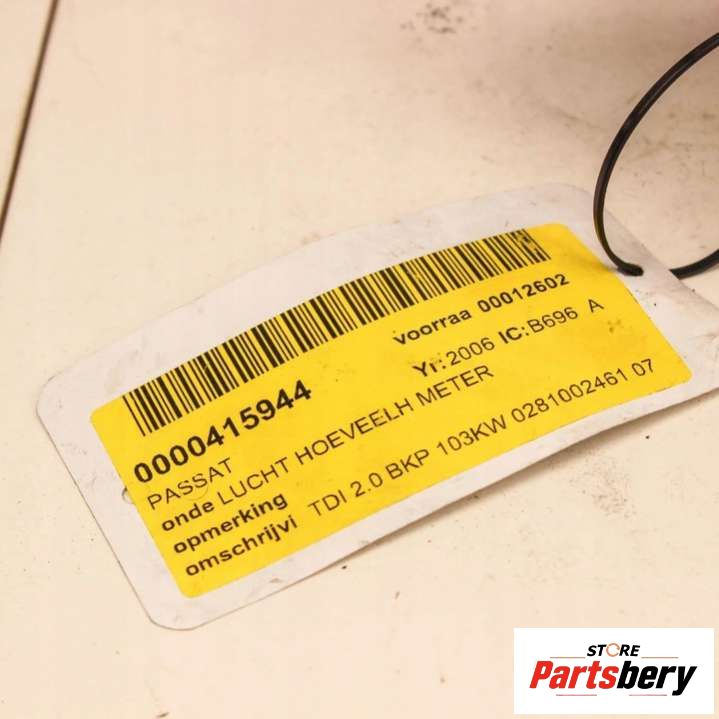 voorraa 00012602
Yr: 2006 IC: B696 A
0000415944
PASSAT
onde LUCHT HOEVEELH METER
opmerking
omschrijvi TDI 2.0 BKP 103KW 0281002461 07
STORE
Partsbery